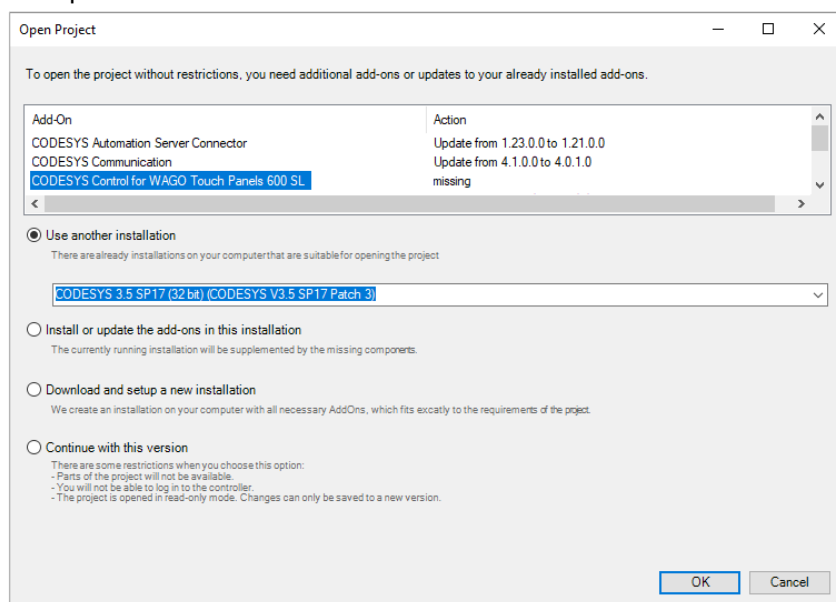 Open Project
To open the project without restrictions, you need additional add-ons or updates to your already installed add-ons.
Add-On Action
CODESYS Automation Server Connector Update from 1.23.0.0 to 1.21.0.0
CODESYS Communication Update from 4.1.0.0 to 4.0.1.0
CODESYS Control for WAGO Touch Panels 600 SL missing
Use another installation
There are already installations on your computer that are suitable for opening the project
CODESYS 3.5 SP17 (32 bit) (CODESYS V3.5 SP17 Patch 3)
Install or update the add-ons in this installation
The currently running installation will be supplemented by the missing components.
Download and setup a new installation
We create an installation on your computer with all necessary AddOns, which fits excatly to the requirements of the project.
Continue with this version
There are some restrictions when you choose this option:
- Parts of the project will not be available.
- You will not be able to log in to the controller.
- The project is opened in read-only mode. Changes can only be saved to a new version.
OK Cancel